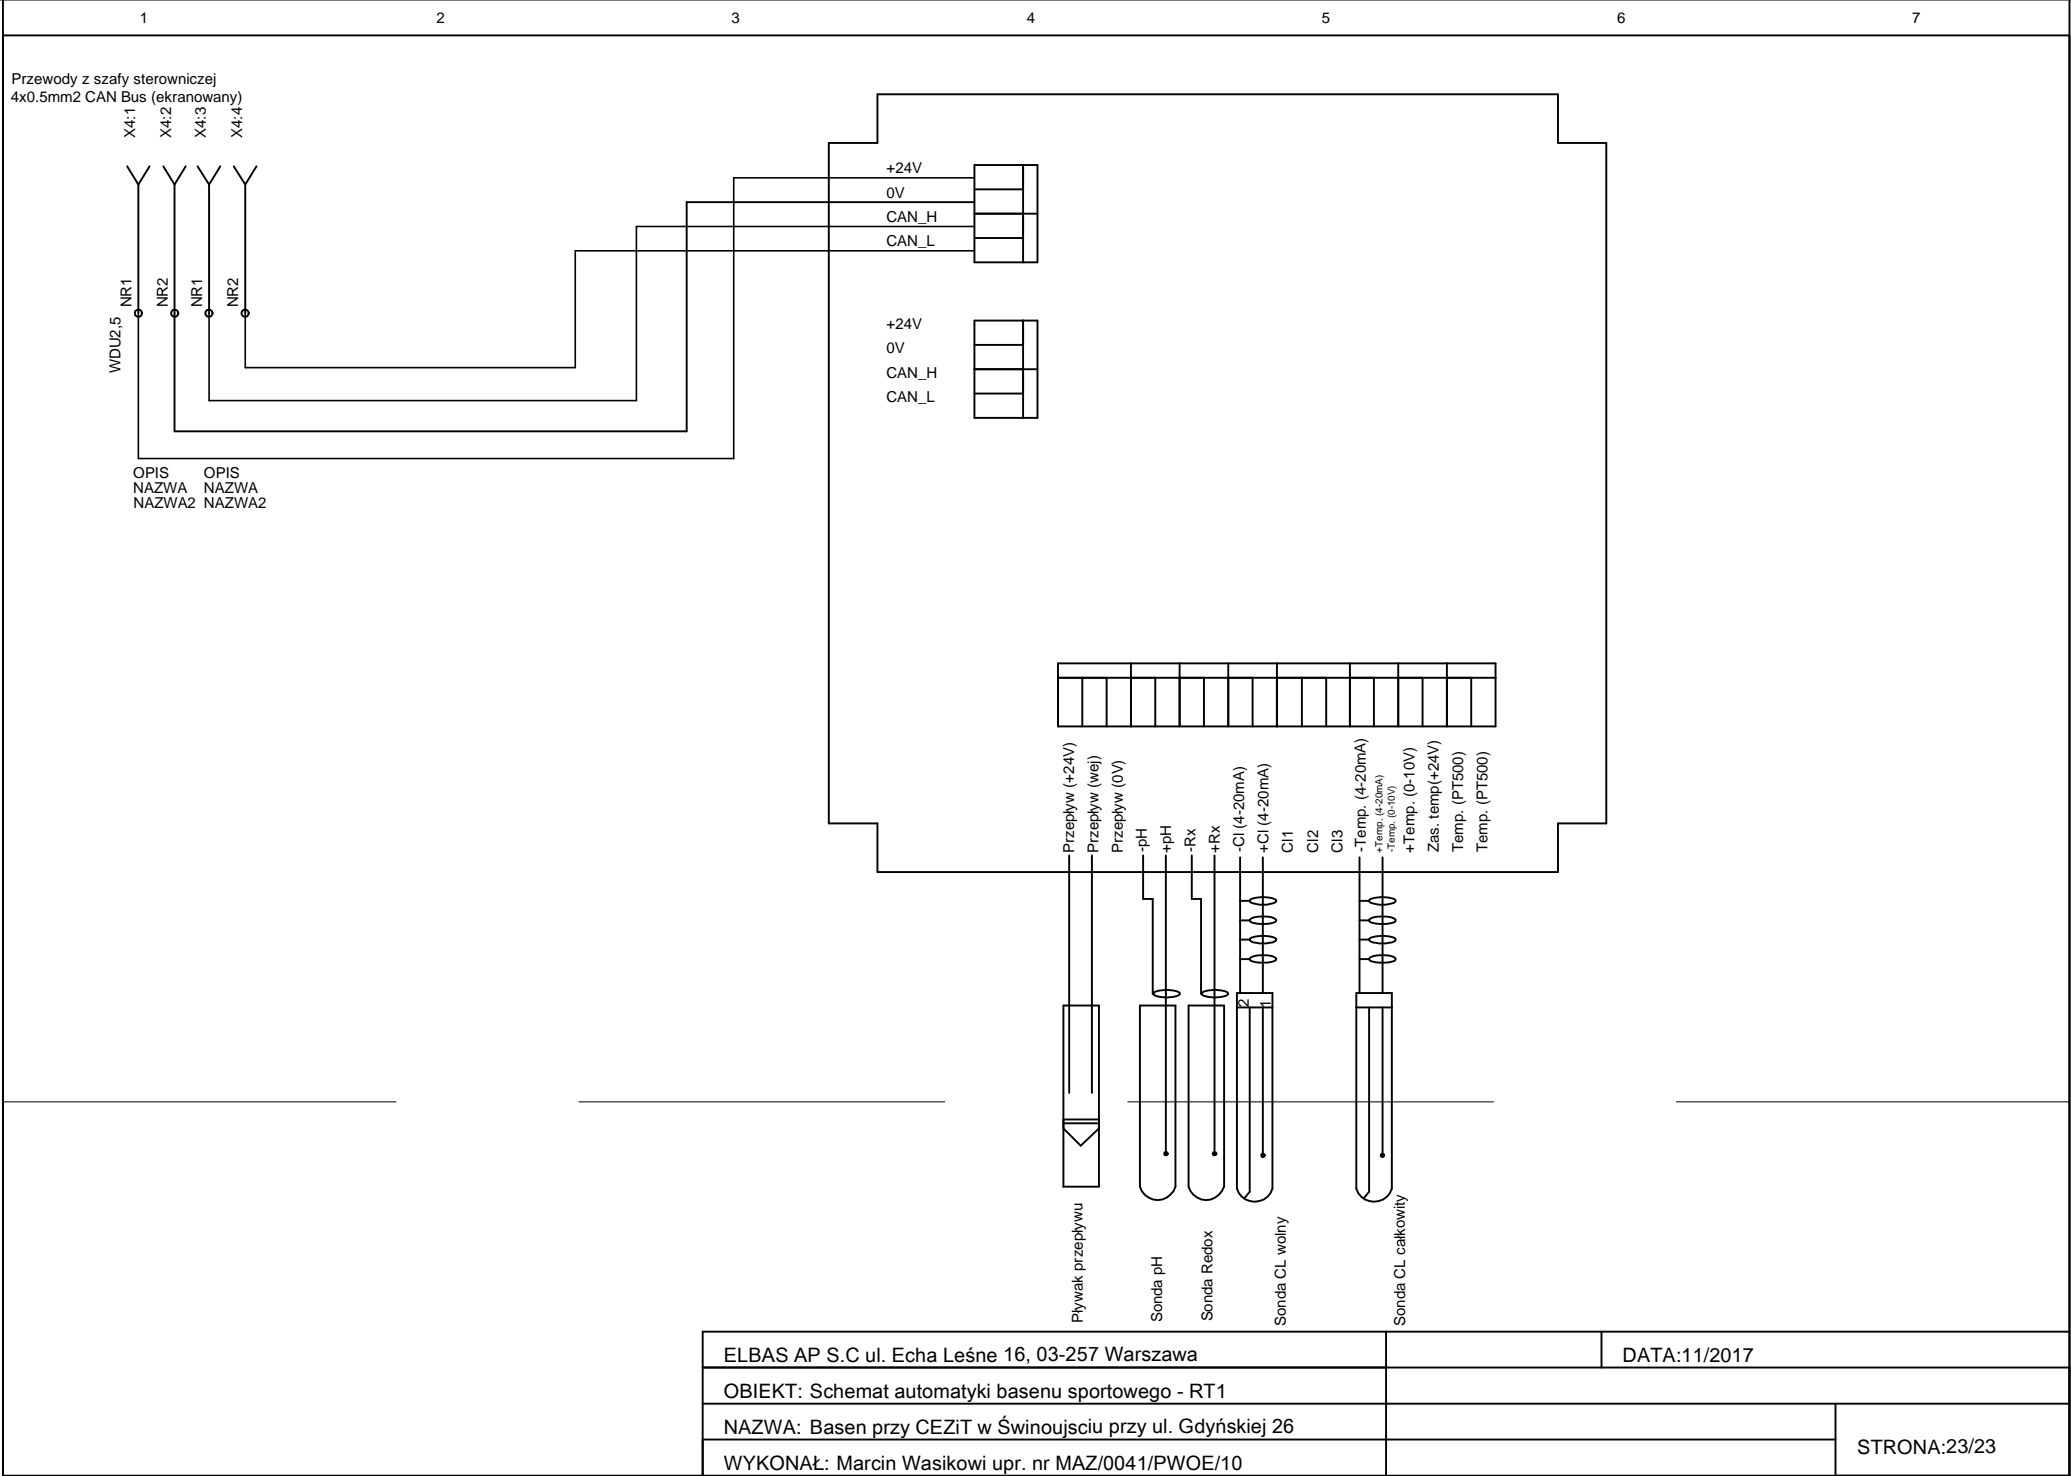 1 2 3 4 5 6 7
Przewody z szafy sterowniczej
4x0.5mm2 CAN Bus (ekranowany)
X4:1
X4:2
X4:3
X4:4
NR1
NR2
NR1
NR2
WDU2,5
OPIS
NAZWA
NAZWA2
OPIS
NAZWA
NAZWA2
+24V
0V
CAN_H
CAN_L
+24V
0V
CAN_H
CAN_L
Przepływ (+24V)
Przepływ (wej)
Przepływ (0V)
-pH
+pH
-Rx
+Rx
-Cl (4-20mA)
+Cl (4-20mA)
Cl1
Cl2
Cl3
-Temp. (4-20mA)
+Temp. (4-20mA)
-Temp. (0-10V)
+Temp. (0-10V)
Zas. temp(+24V)
Temp. (PT500)
Temp. (PT500)
2
1
Pływak przepływu
Sonda pH
Sonda Redox
Sonda CL wolny
Sonda CL całkowity
ELBAS AP S.C ul. Echa Leśne 16, 03-257 Warszawa
DATA:11/2017
OBIEKT: Schemat automatyki basenu sportowego - RT1
NAZWA: Basen przy CEZiT w Świnoujsciu przy ul. Gdyńskiej 26
WYKONAŁ: Marcin Wasikowi upr. nr MAZ/0041/PWOE/10
STRONA:23/23